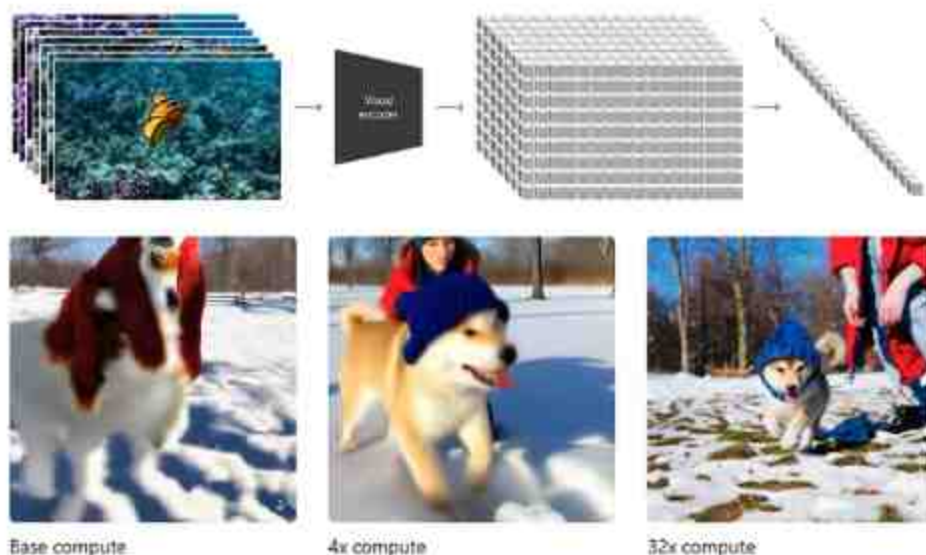 Visual
encoder
Base compute
4x compute
32x compute